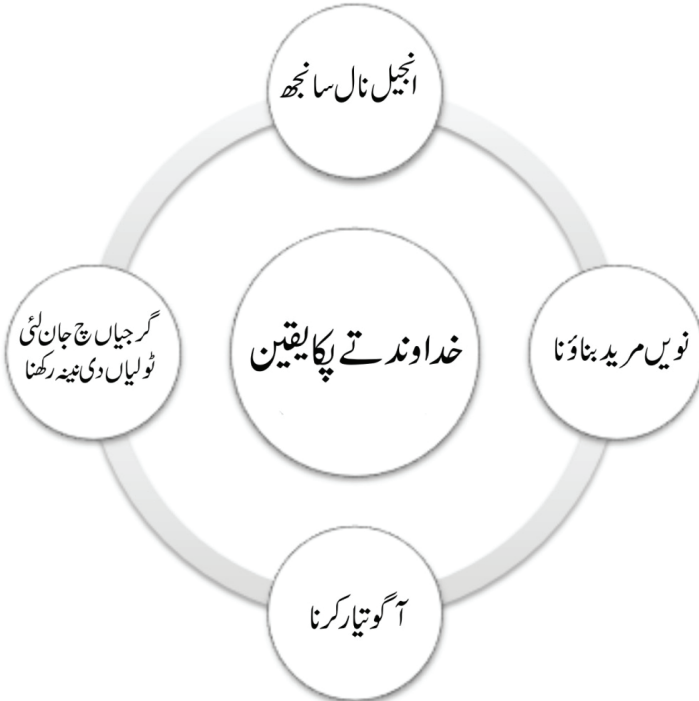 انجیل نال سانجھ
نویں مرید بناؤنا
خداوند تے پکا یقین
گرجیاں چ جان لئی
ٹولیاں دی نینہ رکھنا
آگو تیار کرنا